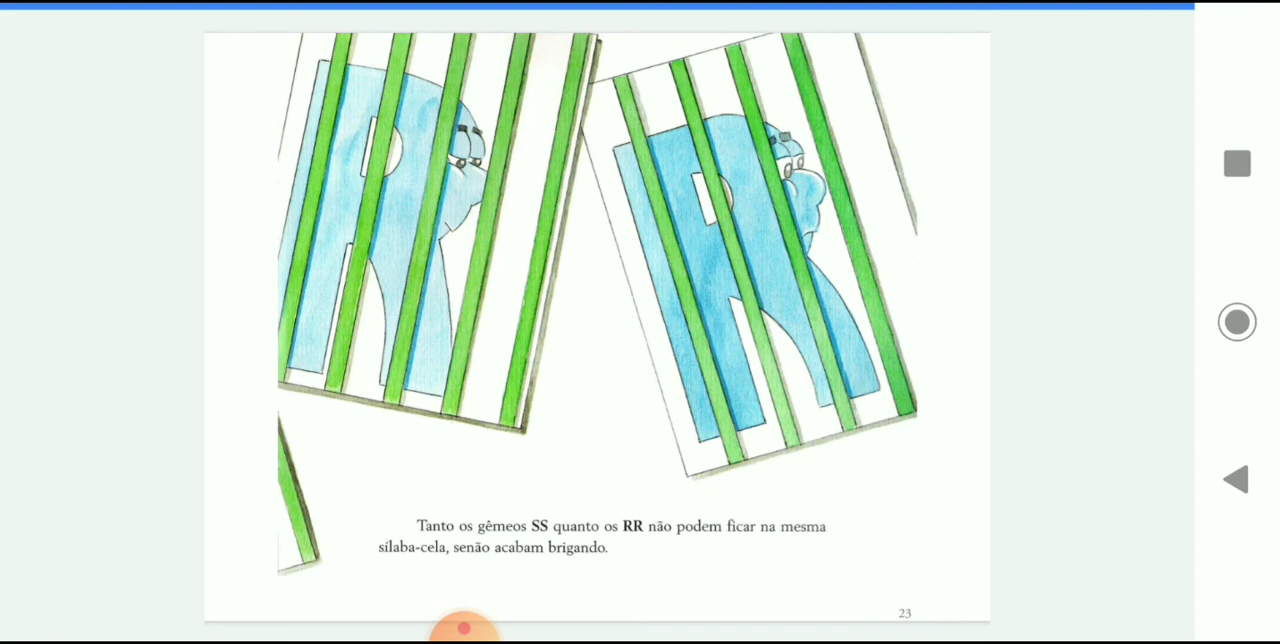 Tanto os gêmeos SS quanto os RR não podem ficar na mesma
sílaba-cela, senão acabam brigando.
23